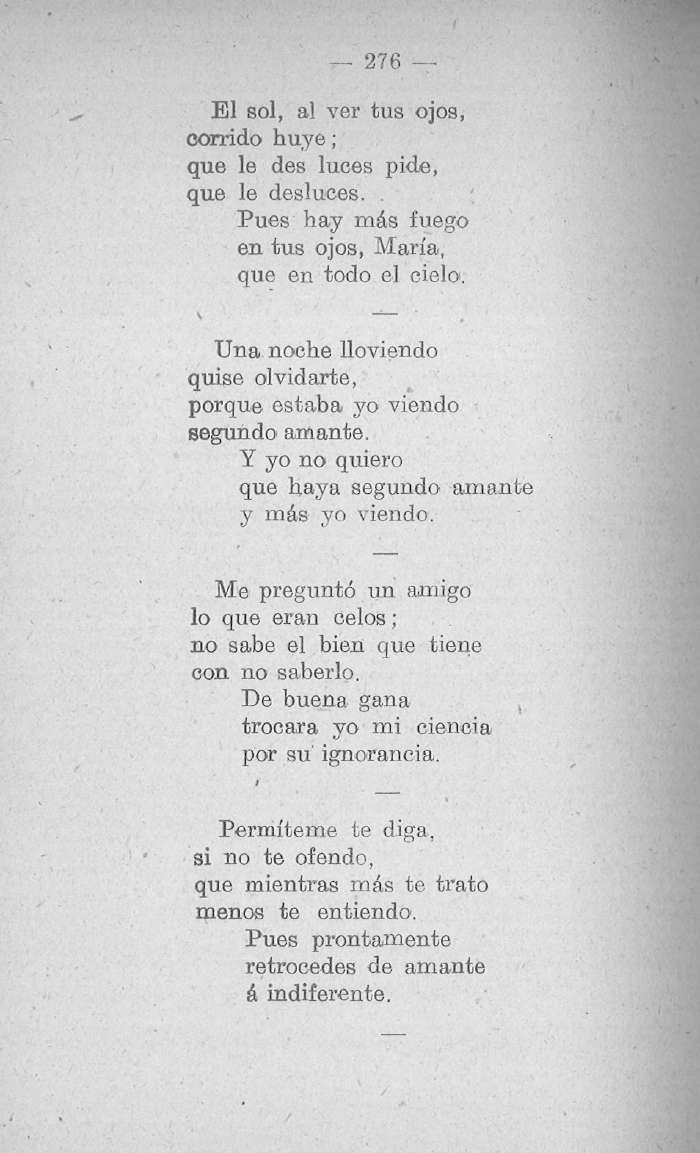 — 276 —
El sol, al ver tus ojos,
corrido huye;
que le des luces pide,
que le desluces.
Pues hay más fuego
en tus ojos, María,
que en todo el cielo.
Una noche lloviendo
quise olvidarte,
porque estaba yo viendo
segundo amante.
Y yo no quiero
que haya segundo amante
y más yo viendo.
Me preguntó un amigo
lo que eran celos;
no sabe el bien que tiene
con no saberlo.
De buena gana
trocara yo mi ciencia
por su ignorancia.
Permíteme te diga,
si no te ofendo,
que mientras más te trato
menos te entiendo.
Pues prontamente
retrocedes de amante
á indiferente.